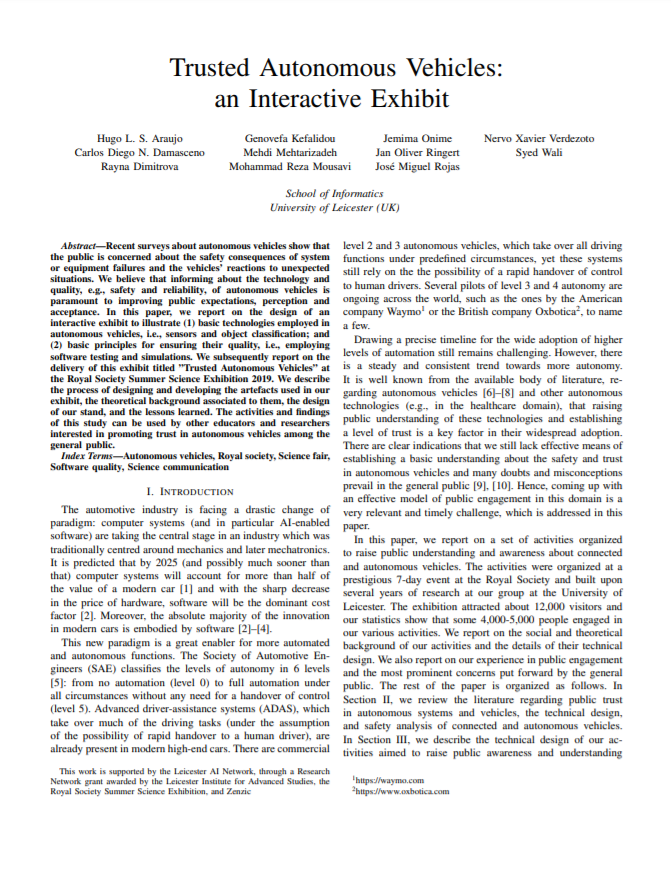 Trusted Autonomous Vehicles:
an Interactive Exhibit
Hugo L. S. Araujo
Carlos Diego N. Damasceno
Rayna Dimitrova
Genovefa Kefalidou
Mehdi Mehtarizadeh
Mohammad Reza Mousavi
Jemima Onime
Jan Oliver Ringert
José Miguel Rojas
Nervo Xavier Verdezoto
Syed Wali
School of Informatics
University of Leicester (UK)
Abstract—Recent surveys about autonomous vehicles show that
the public is concerned about the safety consequences of system
or equipment failures and the vehicles' reactions to unexpected
situations. We believe that informing about the technology and
quality, e.g., safety and reliability, of autonomous vehicles is
paramount to improving public expectations, perception and
acceptance. In this paper, we report on the design of an
interactive exhibit to illustrate (1) basic technologies employed in
autonomous vehicles, i.e., sensors and object classification; and
(2) basic principles for ensuring their quality, i.e., employing
software testing and simulations. We subsequently report on the
delivery of this exhibit titled "Trusted Autonomous Vehicles" at
the Royal Society Summer Science Exhibition 2019. We describe
the process of designing and developing the artefacts used in our
exhibit, the theoretical background associated to them, the design
of our stand, and the lessons learned. The activities and findings
of this study can be used by other educators and researchers
interested in promoting trust in autonomous vehicles among the
general public.
Index Terms—Autonomous vehicles, Royal society, Science fair,
Software quality, Science communication
I. INTRODUCTION
The automotive industry is facing a drastic change of
paradigm: computer systems (and in particular AI-enabled
software) are taking the central stage in an industry which was
traditionally centred around mechanics and later mechatronics.
It is predicted that by 2025 (and possibly much sooner than
that) computer systems will account for more than half of
the value of a modern car [1] and with the sharp decrease
in the price of hardware, software will be the dominant cost
factor [2]. Moreover, the absolute majority of the innovation
in modern cars is embodied by software [2]–[4].
This new paradigm is a great enabler for more automated
and autonomous functions. The Society of Automotive En-
gineers (SAE) classifies the levels of autonomy in 6 levels
[5]: from no automation (level 0) to full automation under
all circumstances without any need for a handover of control
(level 5). Advanced driver-assistance systems (ADAS), which
take over much of the driving tasks (under the assumption
of the possibility of rapid handover to a human driver), are
already present in modern high-end cars. There are commercial
This work is supported by the Leicester AI Network, through a Research
Network grant awarded by the Leicester Institute for Advanced Studies, the
Royal Society Summer Science Exhibition, and Zenzic
level 2 and 3 autonomous vehicles, which take over all driving
functions under predefined circumstances, yet these systems
still rely on the the possibility of a rapid handover of control
to human drivers. Several pilots of level 3 and 4 autonomy are
ongoing across the world, such as the ones by the American
company Waymo1 or the British company Oxbotica2, to name
a few.
Drawing a precise timeline for the wide adoption of higher
levels of automation still remains challenging. However, there
is a steady and consistent trend towards more autonomy.
It is well known from the available body of literature, re-
garding autonomous vehicles [6]–[8] and other autonomous
technologies (e.g., in the healthcare domain), that raising
public understanding of these technologies and establishing
a level of trust is a key factor in their widespread adoption.
There are clear indications that we still lack effective means of
establishing a basic understanding about the safety and trust
in autonomous vehicles and many doubts and misconceptions
prevail in the general public [9], [10]. Hence, coming up with
an effective model of public engagement in this domain is a
very relevant and timely challenge, which is addressed in this
paper.
In this paper, we report on a set of activities organized
to raise public understanding and awareness about connected
and autonomous vehicles. The activities were organized at a
prestigious 7-day event at the Royal Society and built upon
several years of research at our group at the University of
Leicester. The exhibition attracted about 12,000 visitors and
our statistics show that some 4,000-5,000 people engaged in
our various activities. We report on the social and theoretical
background of our activities and the details of their technical
design. We also report on our experience in public engagement
and the most prominent concerns put forward by the general
public. The rest of the paper is organized as follows. In
Section II, we review the literature regarding public trust
in autonomous systems and vehicles, the technical design,
and safety analysis of connected and autonomous vehicles.
In Section III, we describe the technical design of our ac-
tivities aimed to raise public awareness and understanding
1https://waymo.com
2https://www.oxbotica.com